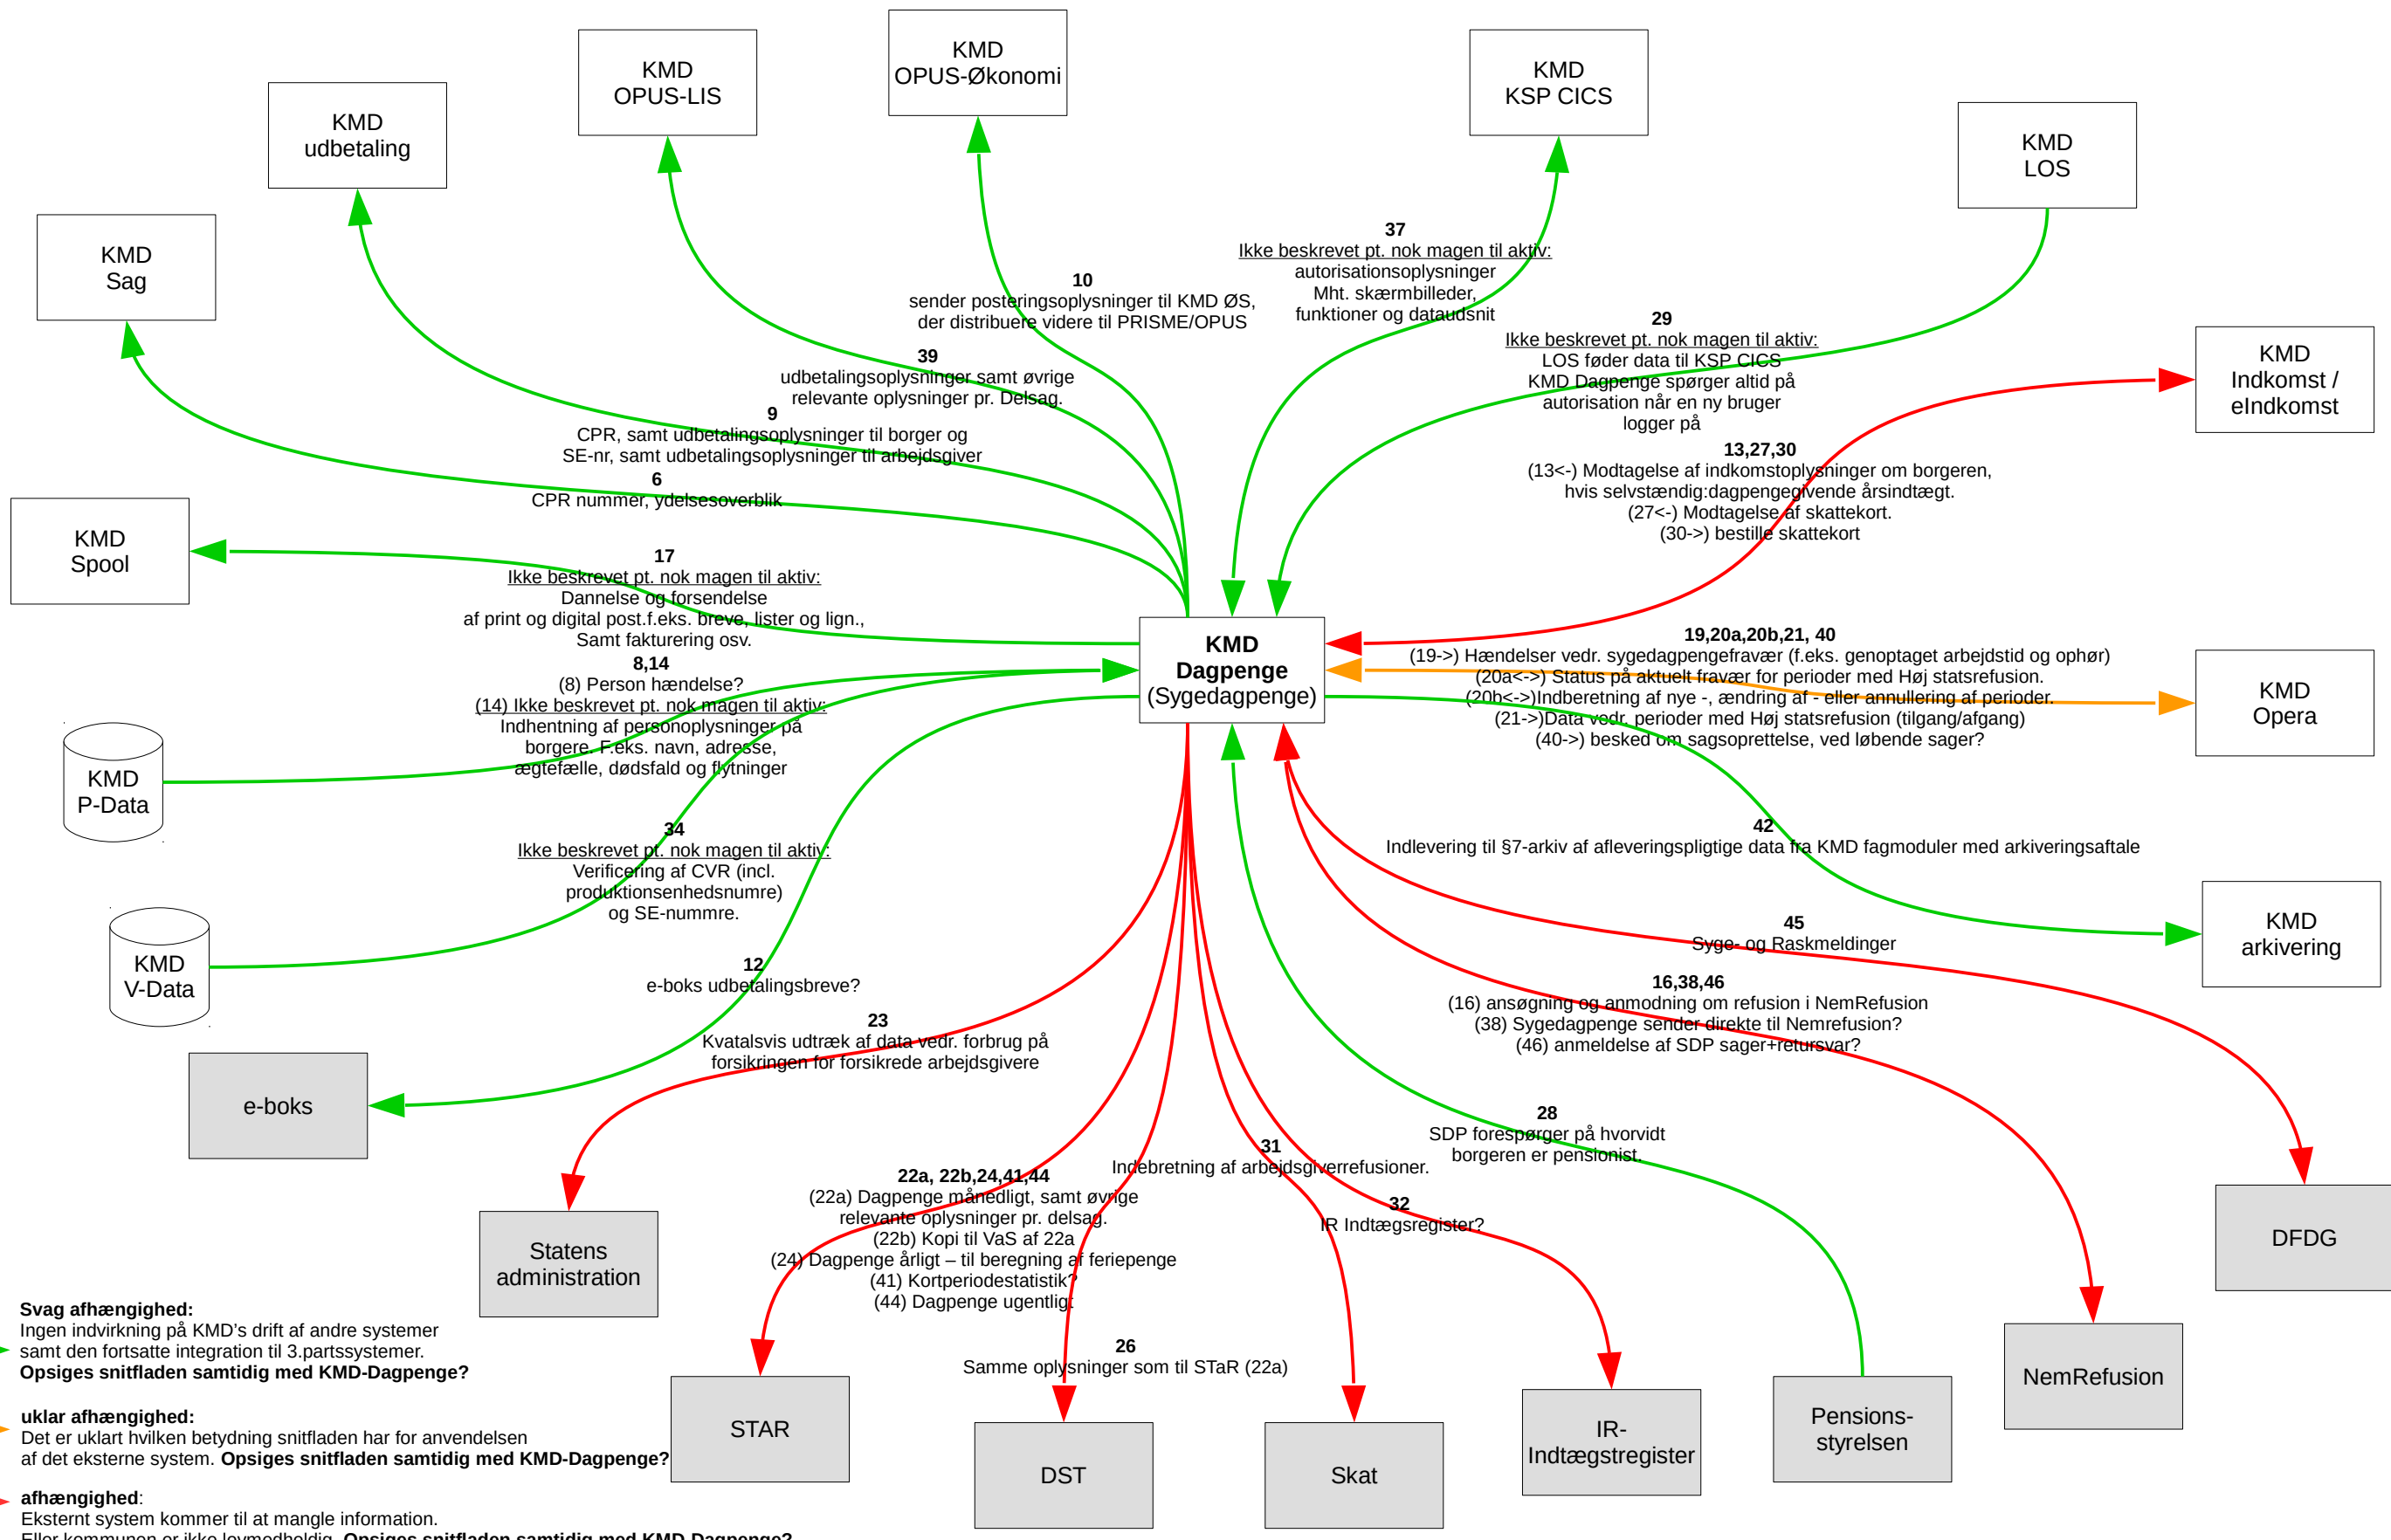 KMD
OPUS-Økonomi
KMD
OPUS-LIS
KMD
KSP CICS
KMD
udbetaling
KMD
LOS
KMD
Sag
37
Ikke beskrevet pt. nok magen til aktiv:
autorisationsoplysninger
Mht. skærmbilleder,
funktioner og dataudsnit
10
sender posteringsoplysninger til KMD ØS,
der distribuere videre til PRISME/OPUS
29
Ikke beskrevet pt. nok magen til aktiv:
LOS føder data til KSP CICS
KMD Dagpenge spørger altid på
autorisation når en ny bruger
logger på
KMD
Indkomst /
eIndkomst
39
udbetalingsoplysninger samt øvrige
relevante oplysninger pr. Delsag.
9
CPR, samt udbetalingsoplysninger til borger og
SE-nr, samt udbetalingsoplysninger til arbejdsgiver
13,27,30
(13<-) Modtagelse af indkomstoplysninger om borgeren,
hvis selvstændig:dagpengegivende årsindtægt.
(27<-) Modtagelse af skattekort.
(30->) bestille skattekort
6
CPR nummer, ydelsesoverblik
KMD
Spool
17
Ikke beskrevet pt. nok magen til aktiv:
Dannelse og forsendelse
af print og digital post.f.eks. breve, lister og lign.,
Samt fakturering osv.
KMD
Dagpenge
(Sygedagpenge)
19,20a,20b,21, 40
(19->) Hændelser vedr. sygedagpengefravær (f.eks. genoptaget arbejdstid og ophør)
(20a<->) Status på aktuelt fravær for perioder med Høj statsrefusion.
(20b<->)Indberetning af nye -, ændring af - eller annullering af perioder.
(21->)Data vedr. perioder med Høj statsrefusion (tilgang/afgang)
(40->) besked om sagsoprettelse, ved løbende sager?
KMD
Opera
8,14
(8) Person hændelse?
(14) Ikke beskrevet pt. nok magen til aktiv:
Indhentning af personoplysninger på
borgere. F.eks. navn, adresse,
ægtefælle, dødsfald og flytninger
KMD
P-Data
34
Ikke beskrevet pt. nok magen til aktiv:
Verificering af CVR (incl.
produktionsenhedsnumre)
og SE-nummre.
42
Indlevering til §7-arkiv af afleveringspligtige data fra KMD fagmoduler med arkiveringsaftale
KMD
arkivering
KMD
V-Data
45
Syge- og Raskmeldinger
12
e-boks udbetalingsbreve?
16,38,46
(16) ansøgning og anmodning om refusion i NemRefusion
(38) Sygedagpenge sender direkte til Nemrefusion?
(46) anmeldelse af SDP sager+retursvar?
23
Kvatalsvis udtræk af data vedr. forbrug på
forsikringen for forsikrede arbejdsgivere
e-boks
28
SDP forespørger på hvorvidt
borgeren er pensionist.
31
Indebretning af arbejdsgiverrefusioner.
22a, 22b,24,41,44
(22a) Dagpenge månedligt, samt øvrige
relevante oplysninger pr. delsag.
(22b) Kopi til VaS af 22a
(24) Dagpenge årligt – til beregning af feriepenge
(41) Kortperiodestatistik?
(44) Dagpenge ugentligt
32
IR Indtægsregister?
DFDG
Statens
administration
26
Samme oplysninger som til STaR (22a)
NemRefusion
STAR
DST
Skat
IR-
Indtægstregister
Pensions-
styrelsen
Svag afhængighed:
Ingen indvirkning på KMD's drift af andre systemer
samt den fortsatte integration til 3.partssystemer.
Opsiges snitfladen samtidig med KMD-Dagpenge?
uklar afhængighed:
Det er uklart hvilken betydning snitfladen har for anvendelsen
af det eksterne system. Opsiges snitfladen samtidig med KMD-Dagpenge?
afhængighed:
Eksternt system kommer til at mangle information.
Eller kommunen er ikke lovmedholdig. Opsiges snitfladen samtidig med KMD-Dagpenge?